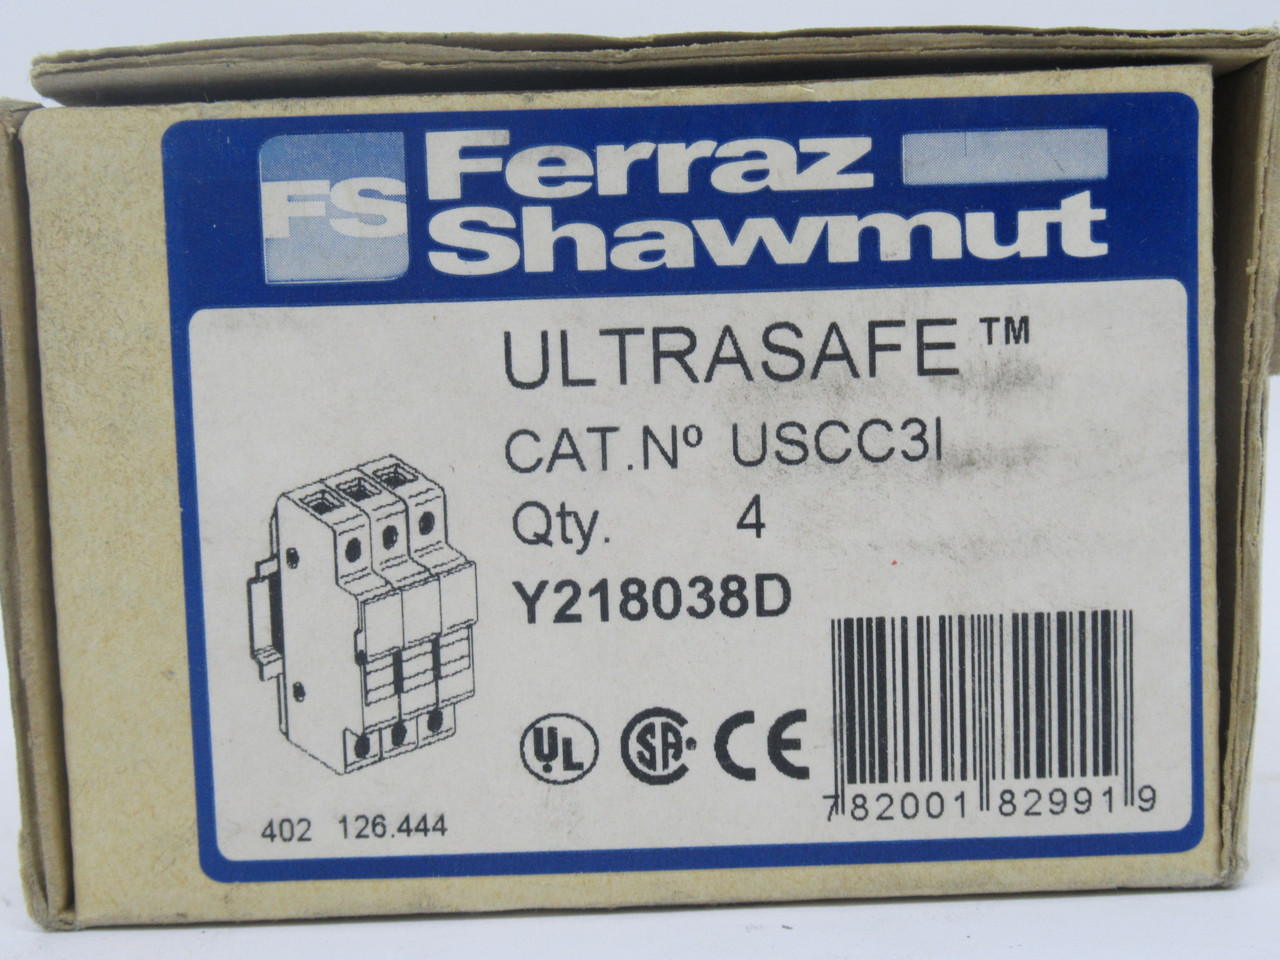 FS Ferraz
Shawmut
ULTRASAFE™
CAT.Nº USCC3I
Qty. 4
Y218038D
UL SA CE
7 82001 82991 9
402 126.444